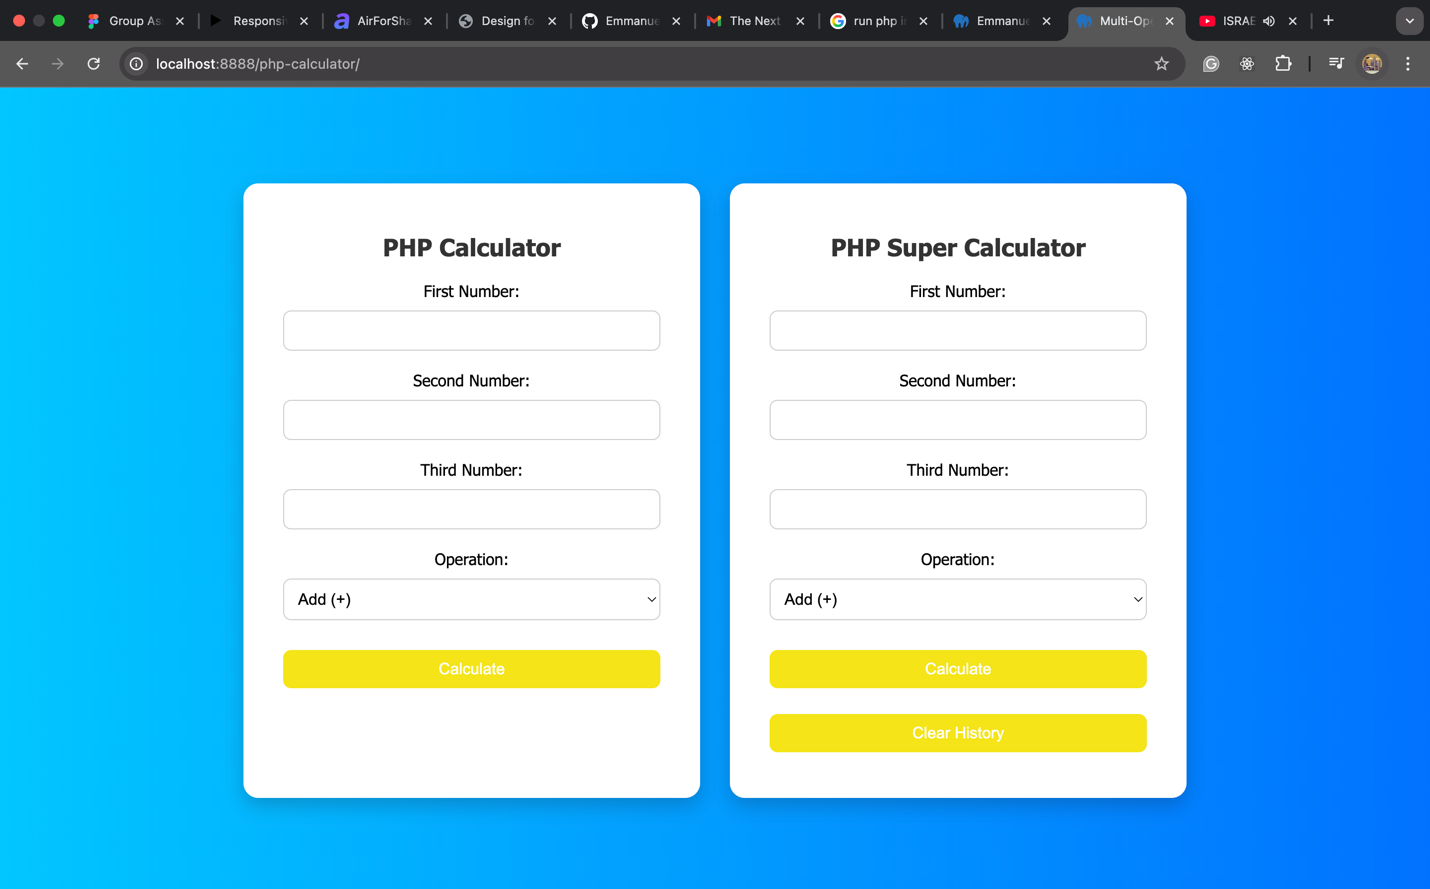 Group As
Responsi
AirForSha
Design fo
Emmanue
The Next
run php i
Emmanue
Multi-Ope
ISRAE
localhost:8888/php-calculator/
PHP Calculator
First Number:
Second Number:
Third Number:
Operation:
Add (+)
Calculate
PHP Super Calculator
First Number:
Second Number:
Third Number:
Operation:
Add (+)
Calculate
Clear History